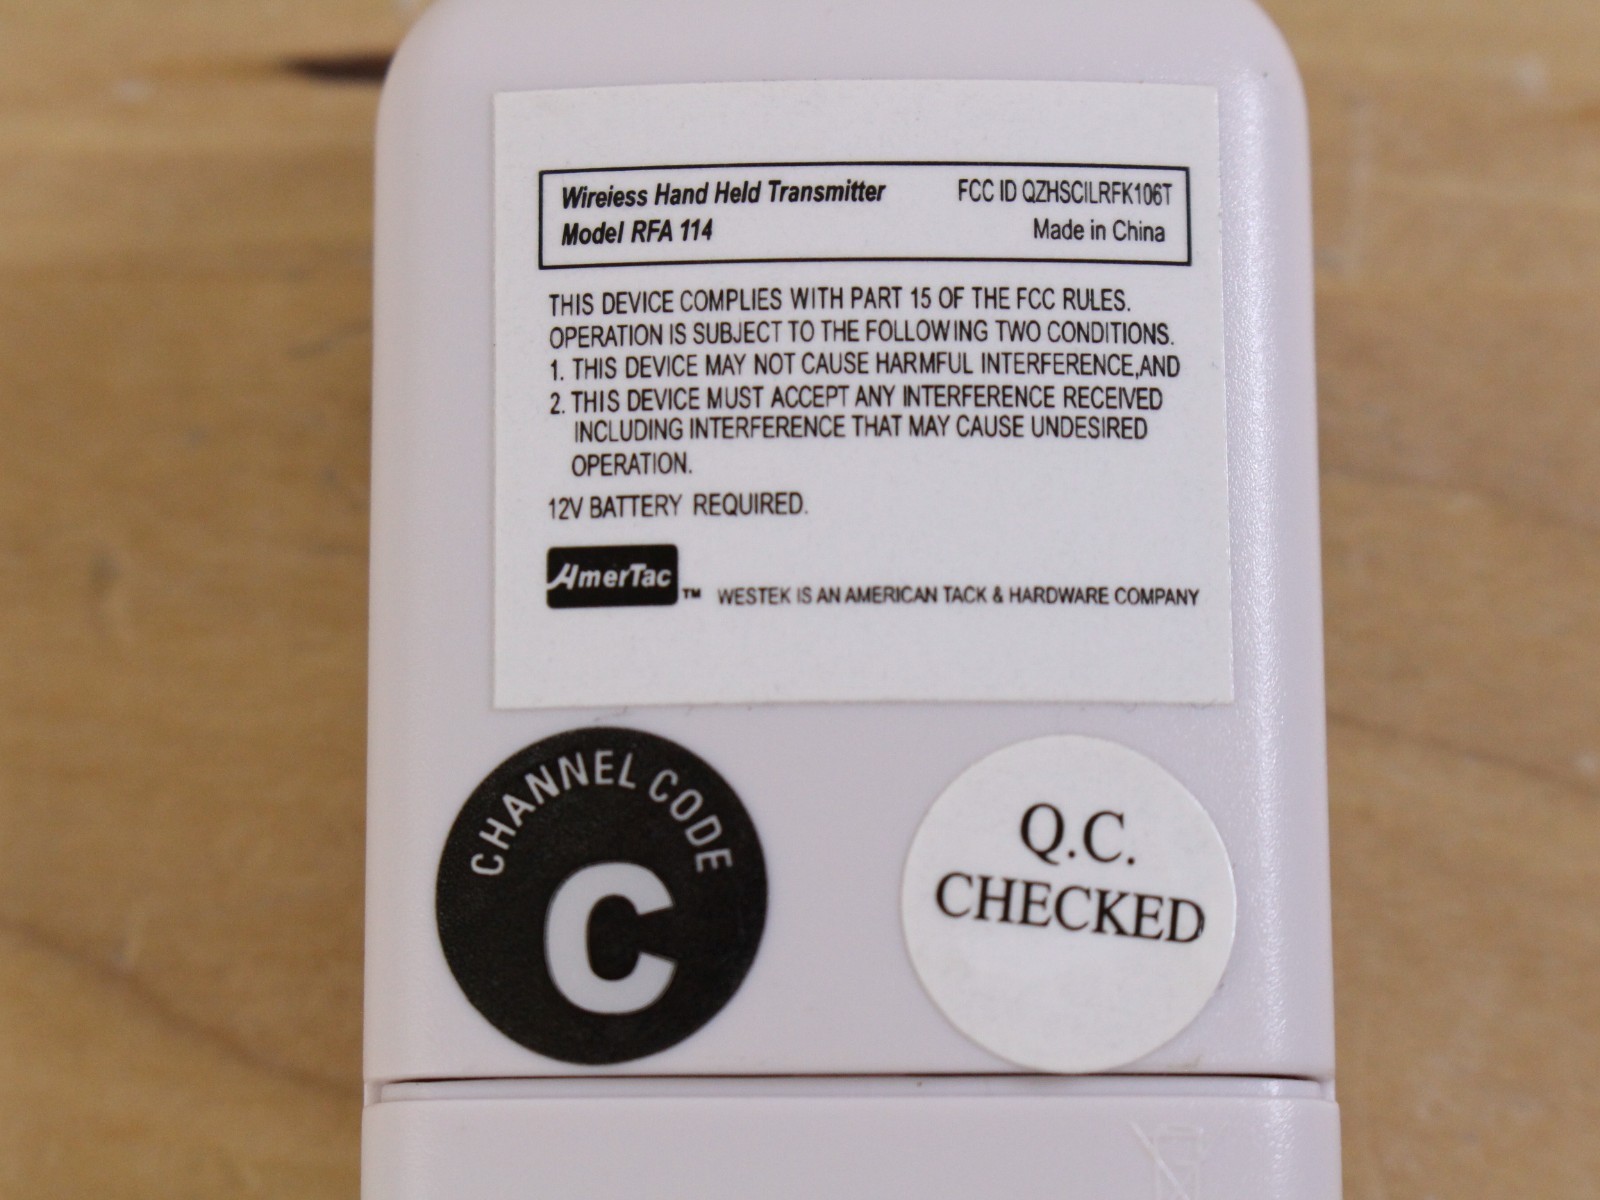 Wireiess Hand Held Transmitter FCC ID QZHSCILRFK106T
Model RFA 114 Made in China
THIS DEVICE COMPLIES WITH PART 15 OF THE FCC RULES.
OPERATION IS SUBJECT TO THE FOLLOWING TWO CONDITIONS.
1. THIS DEVICE MAY NOT CAUSE HARMFUL INTERFERENCE,AND
2. THIS DEVICE MUST ACCEPT ANY INTERFERENCE RECEIVED
INCLUDING INTERFERENCE THAT MAY CAUSE UNDESIRED
OPERATION.
12V BATTERY REQUIRED.
AmerTac™ WESTEK IS AN AMERICAN TACK & HARDWARE COMPANY
CHANNEL CODE
C
Q.C.
CHECKED